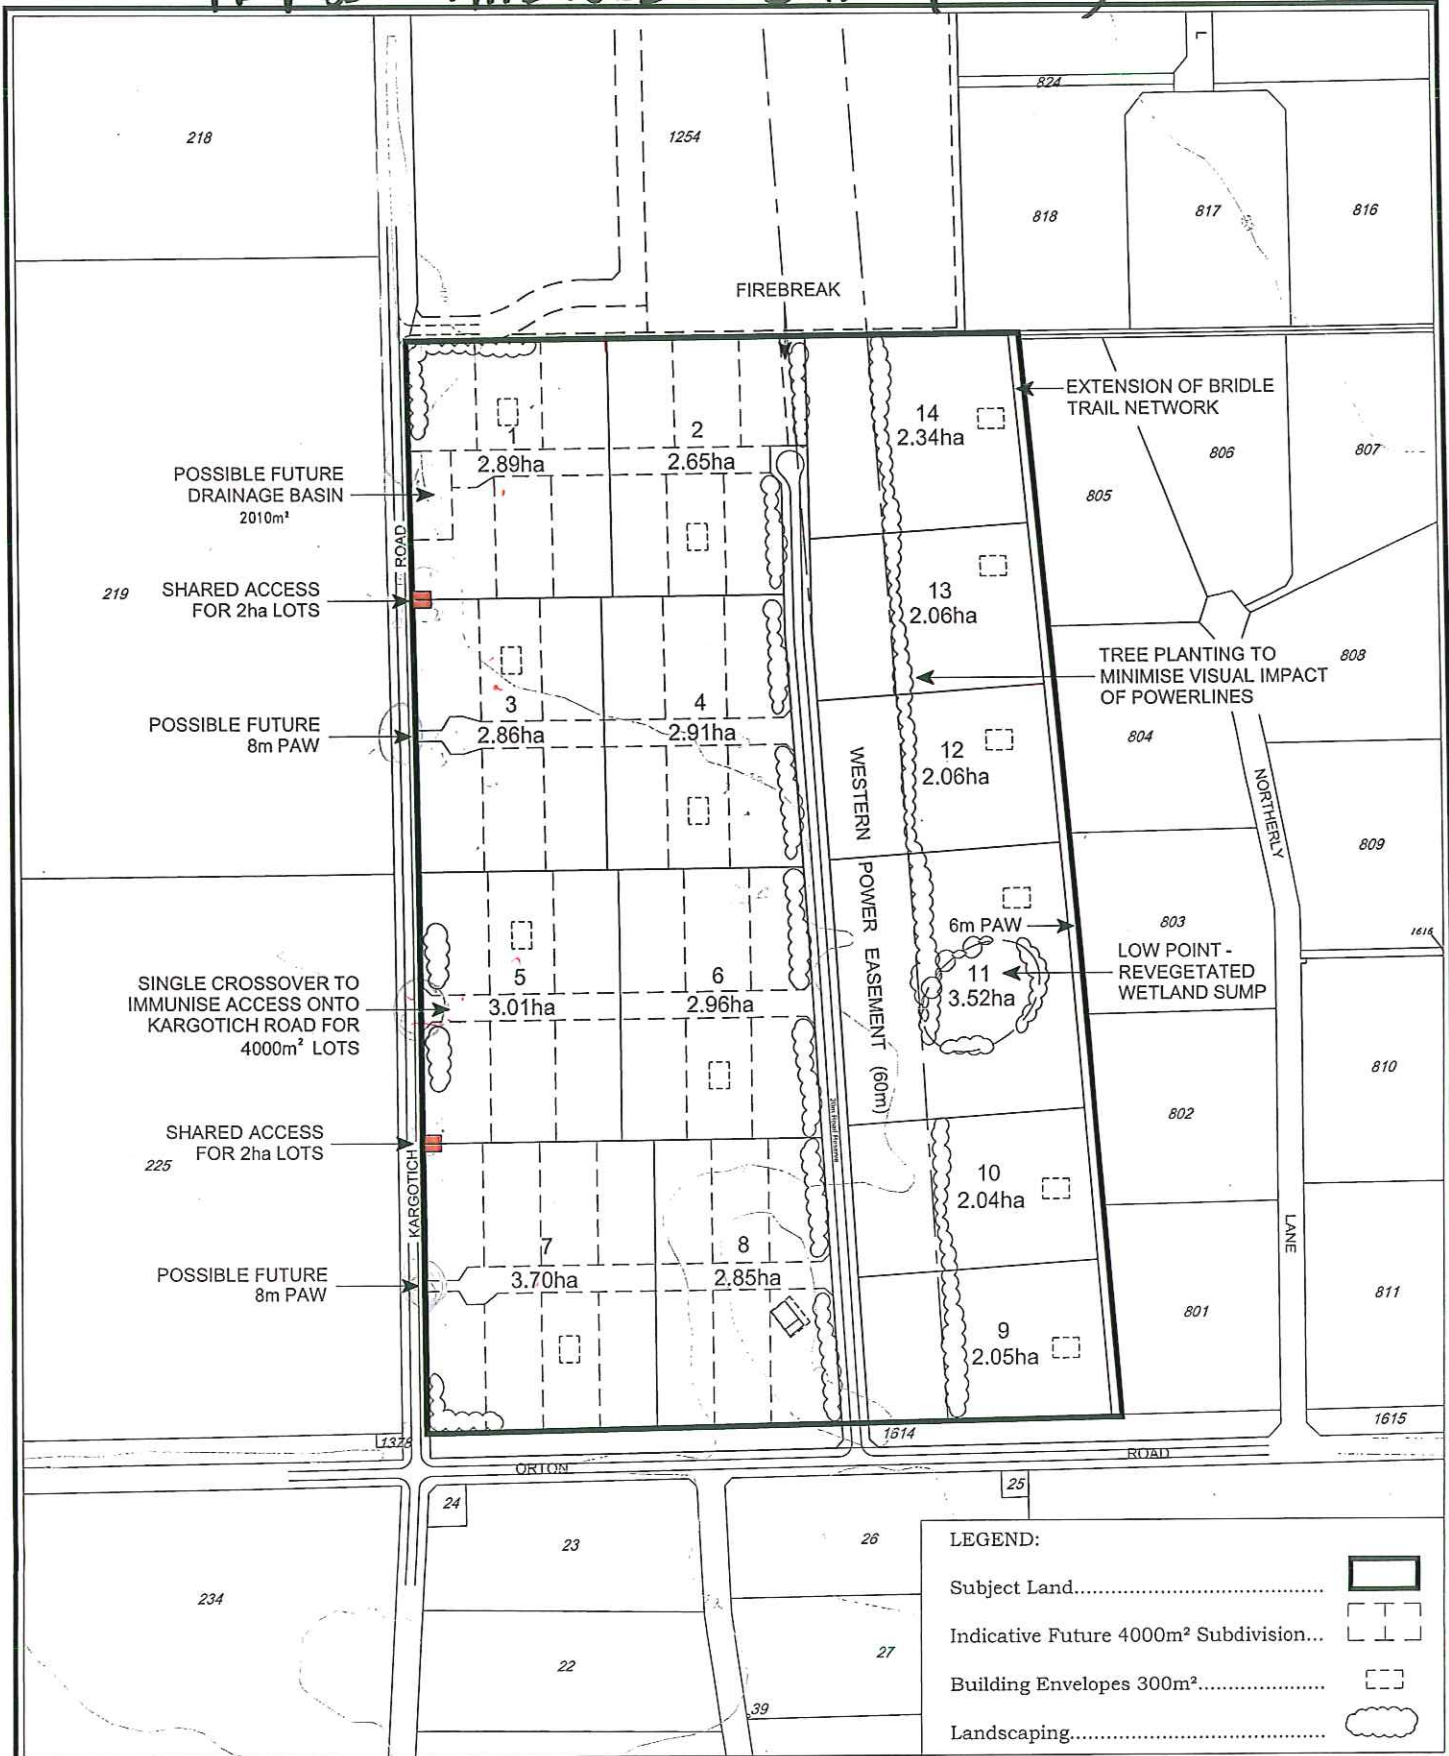 824
L
218
1254
818
817
816
FIREBREAK
EXTENSION OF BRIDLE
TRAIL NETWORK
14
2.34ha
1
2.89ha
2
2.65ha
806
807
805
POSSIBLE FUTURE
DRAINAGE BASIN
2010m²
ROAD
219
SHARED ACCESS
FOR 2ha LOTS
13
2.06ha
TREE PLANTING TO
MINIMISE VISUAL IMPACT
OF POWERLINES
808
3
2.86ha
4
2.91ha
POSSIBLE FUTURE
8m PAW
804
12
2.06ha
WESTERN POWER EASEMENT (60m)
NORTHERLY
809
6m PAW
803
1616
LOW POINT -
REVEGETATED
WETLAND SUMP
11
3.52ha
5
3.01ha
6
2.96ha
SINGLE CROSSOVER TO
IMMUNISE ACCESS ONTO
KARGOTICH ROAD FOR
4000m² LOTS
810
802
20m Road Reserve
SHARED ACCESS
FOR 2ha LOTS
225
KARGOTICH
10
2.04ha
LANE
7
3.70ha
8
2.85ha
POSSIBLE FUTURE
8m PAW
811
801
9
2.05ha
1378
1614
1615
ORTON
ROAD
24
25
23
26
234
22
27
39
LEGEND:
Subject Land....................................
Indicative Future 4000m² Subdivision...
Building Envelopes 300m²..................
Landscaping.....................................